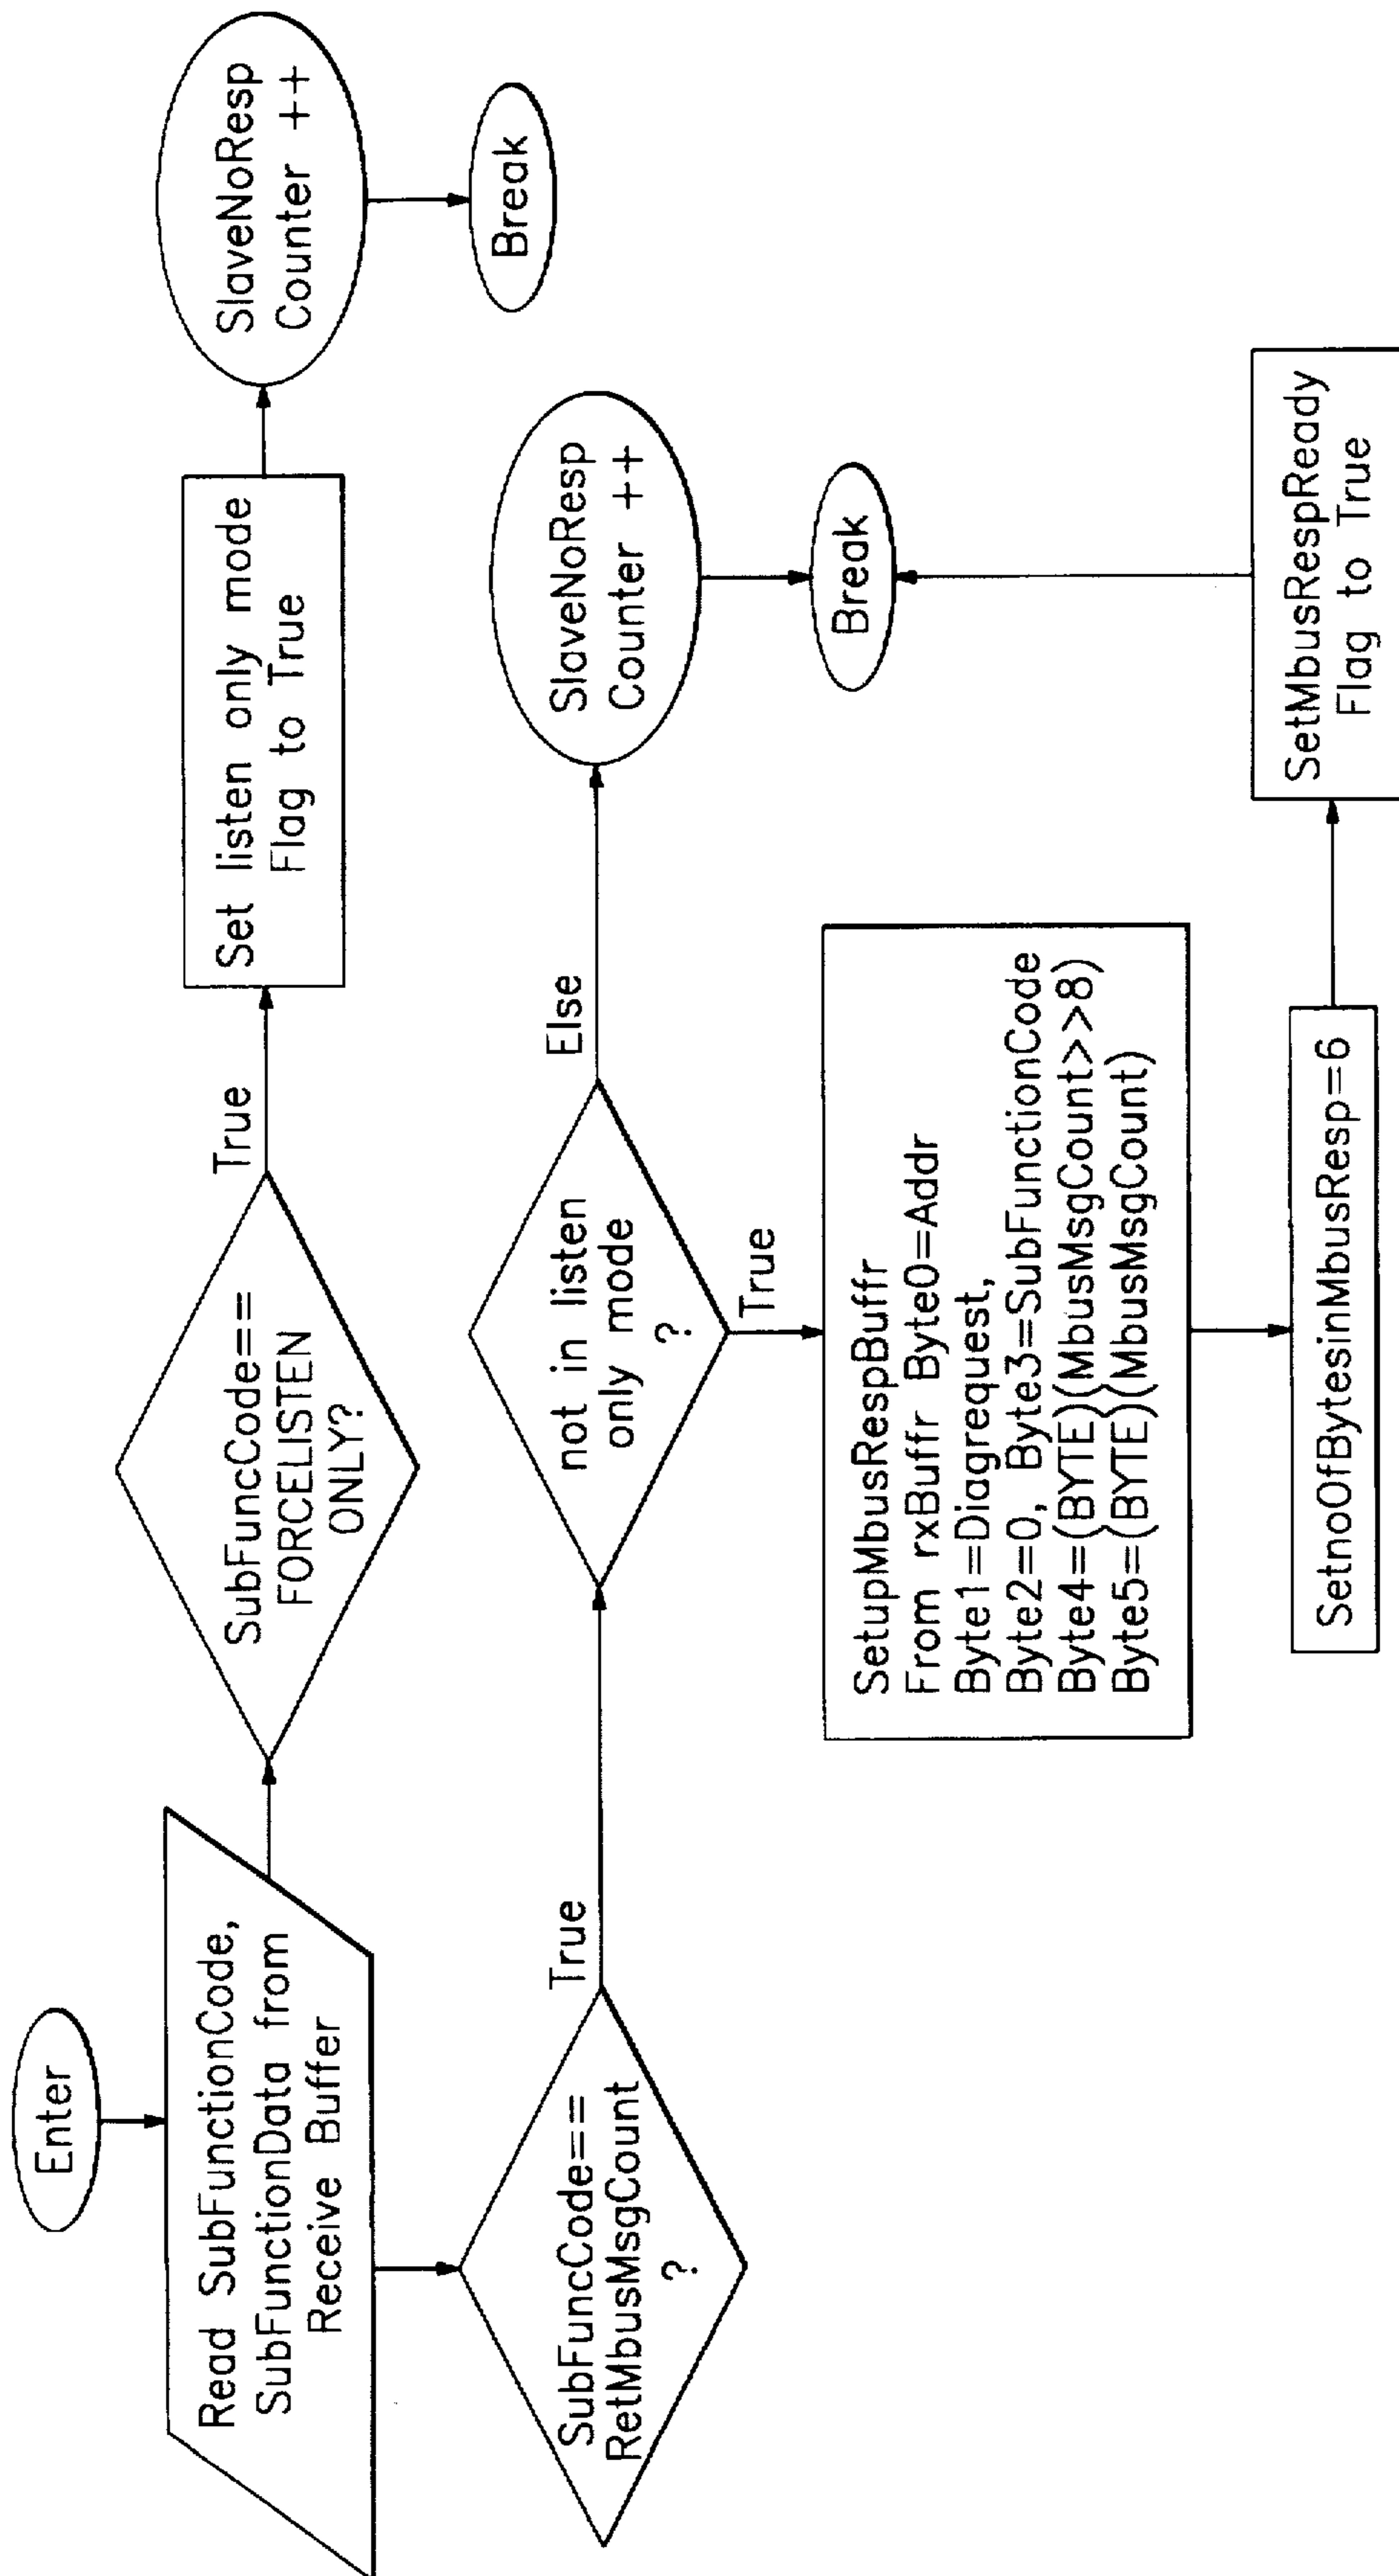 Enter
Read SubFunctionCode,
SubFunctionData from
Receive Buffer
SubFuncCode==
FORCELISTEN
ONLY?
True
Set listen only mode
Flag to True
SlaveNoResp
Counter ++
Break
SubFuncCode==
RetMbusMsgCount
?
True
not in listen
only mode
?
Else
SlaveNoResp
Counter ++
Break
True
SetupMbusRespBuffr
From rxBuffr Byte0=Addr
Byte1=Diagrequest,
Byte2=0, Byte3=SubFunctionCode
Byte4=(BYTE)(MbusMsgCount>>8)
Byte5=(BYTE)(MbusMsgCount)
SetnoOfBytesinMbusResp=6
SetMbusRespReady
Flag to True